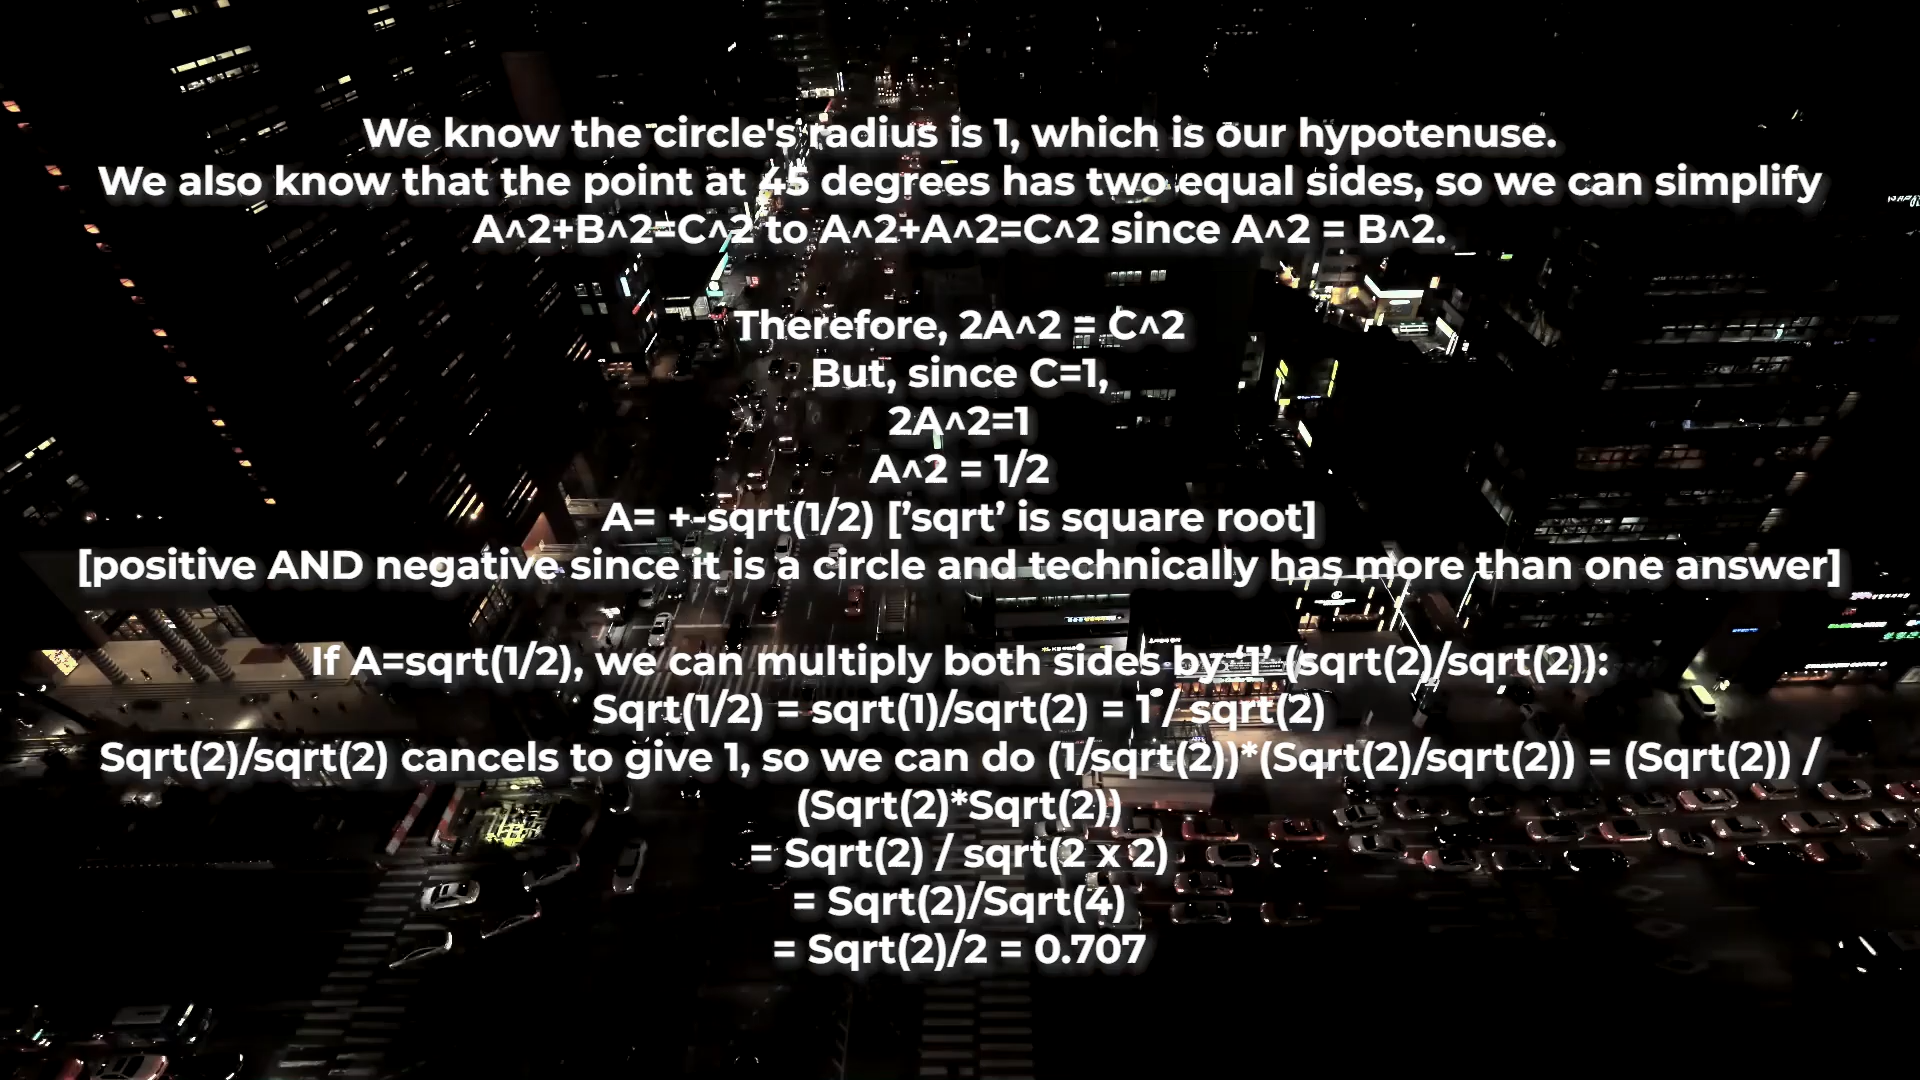 We know the circle's radius is 1, which is our hypotenuse.
We also know that the point at 45 degrees has two equal sides, so we can simplify
A^2+B^2=C^2 to A^2+A^2=C^2 since A^2 = B^2.
Therefore, 2A^2 = C^2
But, since C=1,
2A^2=1
A^2 = 1/2
A= +-sqrt(1/2) [’sqrt’ is square root]
[positive AND negative since it is a circle and technically has more than one answer]
If A=sqrt(1/2), we can multiply both sides by ‘1’ (sqrt(2)/sqrt(2)):
Sqrt(1/2) = sqrt(1)/sqrt(2) = 1 / sqrt(2)
Sqrt(2)/sqrt(2) cancels to give 1, so we can do (1/sqrt(2))*(Sqrt(2)/sqrt(2)) = (Sqrt(2)) /
(Sqrt(2)*Sqrt(2))
= Sqrt(2) / sqrt(2 x 2)
= Sqrt(2)/Sqrt(4)
= Sqrt(2)/2 = 0.707